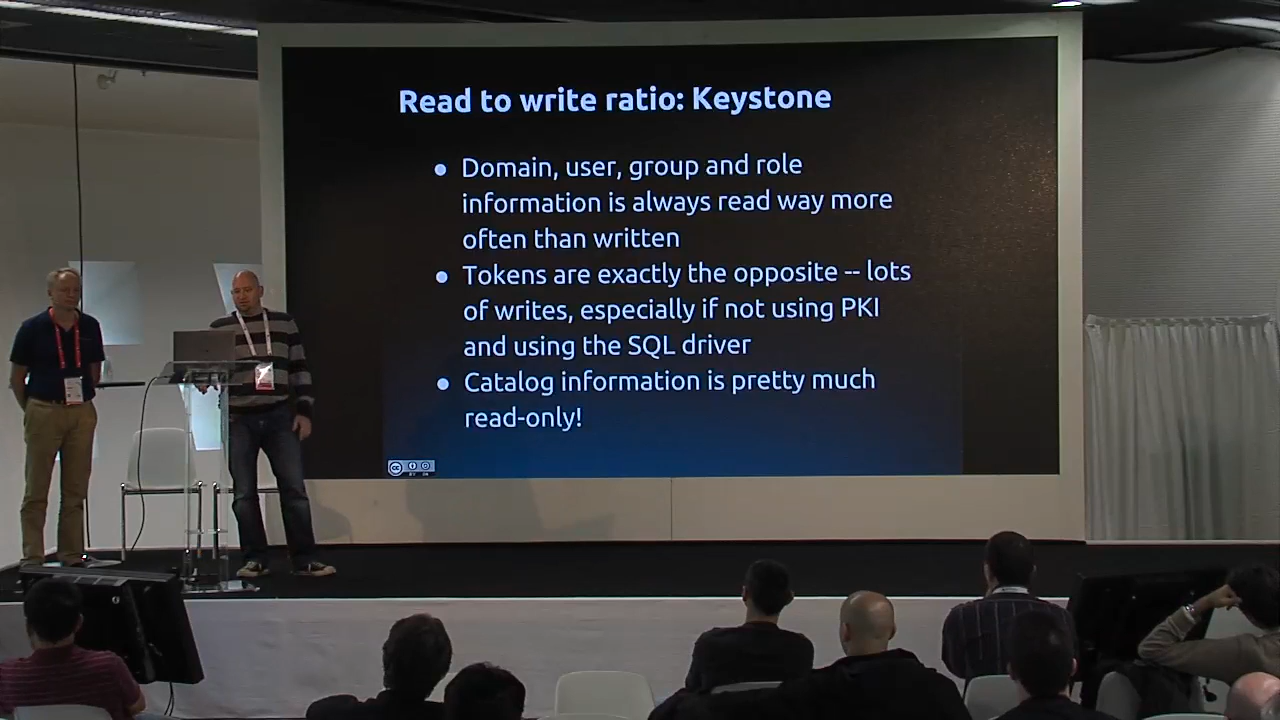 Read to write ratio: Keystone
● Domain, user, group and role
information is always read way more
often than written
● Tokens are exactly the opposite -- lots
of writes, especially if not using PKI
and using the SQL driver
● Catalog information is pretty much
read-only!